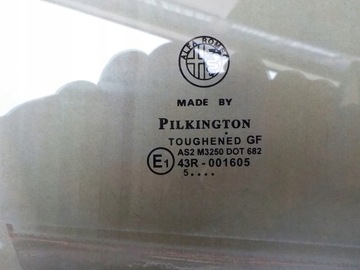 ALFA ROMEO
MADE BY
PILKINGTON
TOUGHENED GF
AS2 M3250 DOT 682
E1 43R - 001605
5....